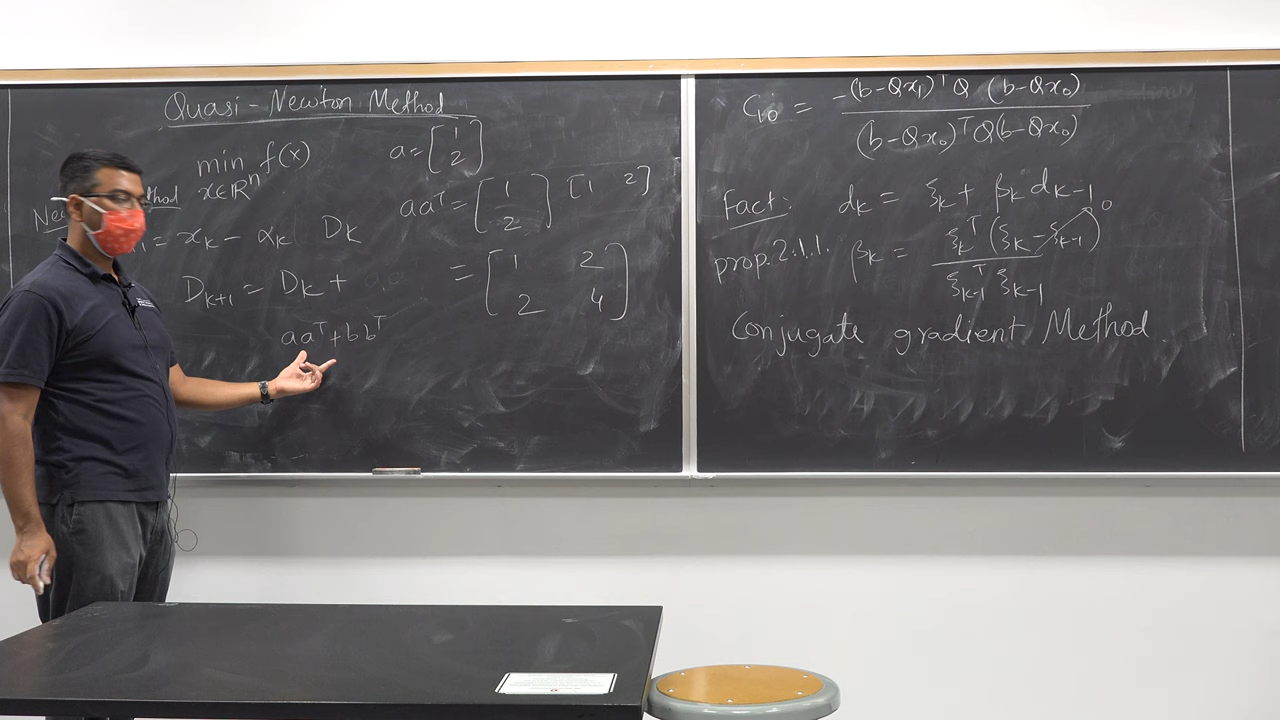 Quasi-Newton Method
min f(x)
x∈ℝⁿ
a = [1 2]
Method
aaᵀ = [1 2] [1 2]
= xₖ - αₖ Dₖ
Dₖ₊₁ = Dₖ +
= [1 2
2 4]
aaᵀ + bbᵀ
C₁₀ = -(b-Qx₁)ᵀQ (b-Qx₀)
(b-Qx₀)ᵀQ(b-Qx₀)
Fact: dₖ = ξₖ + βₖ dₖ₋₁
prop. 2.1.1. βₖ = ξₖᵀ (ξₖ - ξₖ₋₁) 0
ξₖ₋₁ᵀ ξₖ₋₁
Conjugate gradient Method.